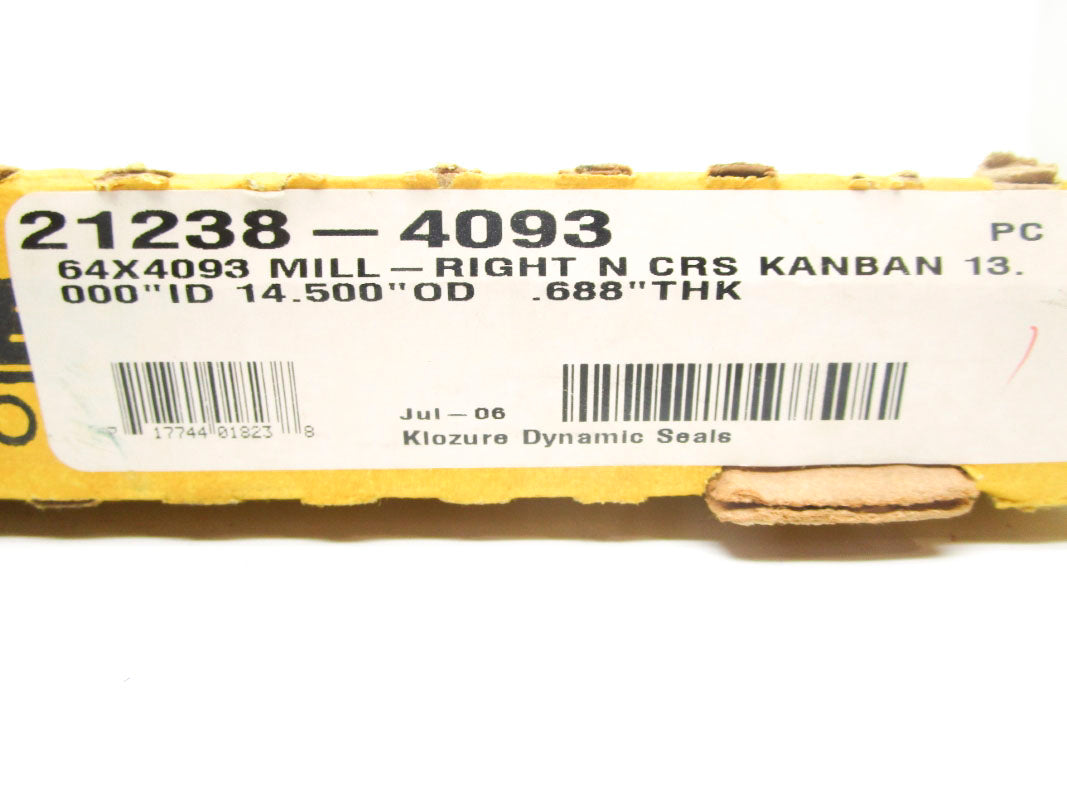 21238-4093
PC
64X4093 MILL-RIGHT N CRS KANBAN 13.
000"ID 14.500"OD .688"THK
7 17744 01823 8
Jul-06
Klozure Dynamic Seals